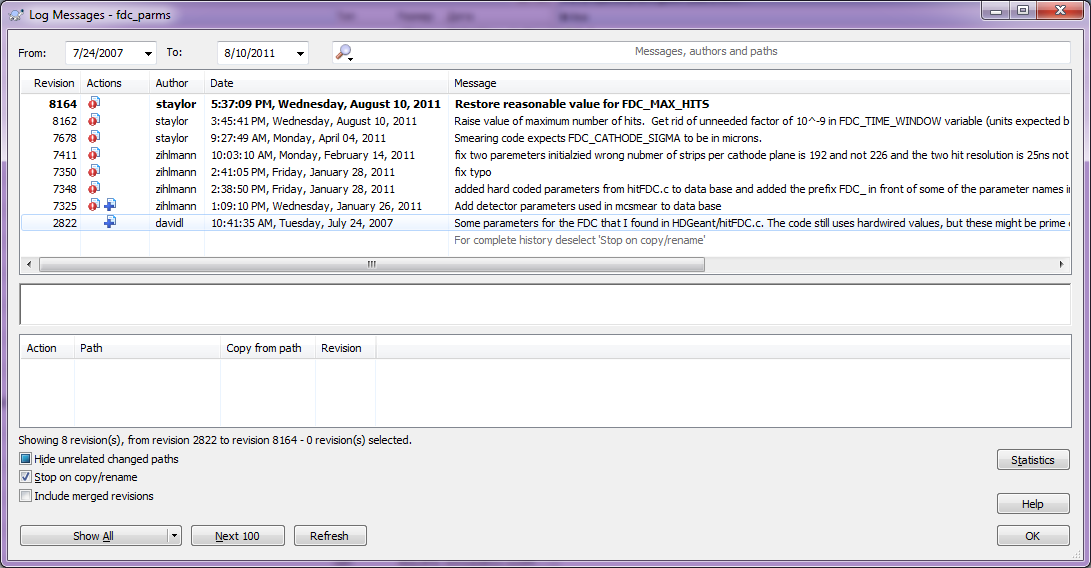 Log Messages - fdc_parms
From: 7/24/2007 To: 8/10/2011 Messages, authors and paths
Revision Actions Author Date Message
8164 staylor 5:37:09 PM, Wednesday, August 10, 2011 Restore reasonable value for FDC_MAX_HITS
8162 staylor 3:45:41 PM, Wednesday, August 10, 2011 Raise value of maximum number of hits. Get rid of unneeded factor of 10^-9 in FDC_TIME_WINDOW variable (units expected b
7678 staylor 9:27:49 AM, Monday, April 04, 2011 Smearing code expects FDC_CATHODE_SIGMA to be in microns.
7411 zihlmann 10:03:10 AM, Monday, February 14, 2011 fix two paremeters initialzied wrong nubmer of strips per cathode plane is 192 and not 226 and the two hit resolution is 25ns not
7350 zihlmann 2:41:05 PM, Friday, January 28, 2011 fix typo
7348 zihlmann 2:38:50 PM, Friday, January 28, 2011 added hard coded parameters from hitFDC.c to data base and added the prefix FDC_ in front of some of the parameter names i
7325 zihlmann 1:09:10 PM, Wednesday, January 26, 2011 Add detector parameters used in mcsmear to data base
2822 davidl 10:41:35 AM, Tuesday, July 24, 2007 Some parameters for the FDC that I found in HDGeant/hitFDC.c. The code still uses hardwired values, but these might be prime
For complete history deselect 'Stop on copy/rename'
Action Path Copy from path Revision
Showing 8 revision(s), from revision 2822 to revision 8164 - 0 revision(s) selected.
Hide unrelated changed paths
Statistics
Stop on copy/rename
Include merged revisions
Help
Show All Next 100 Refresh OK